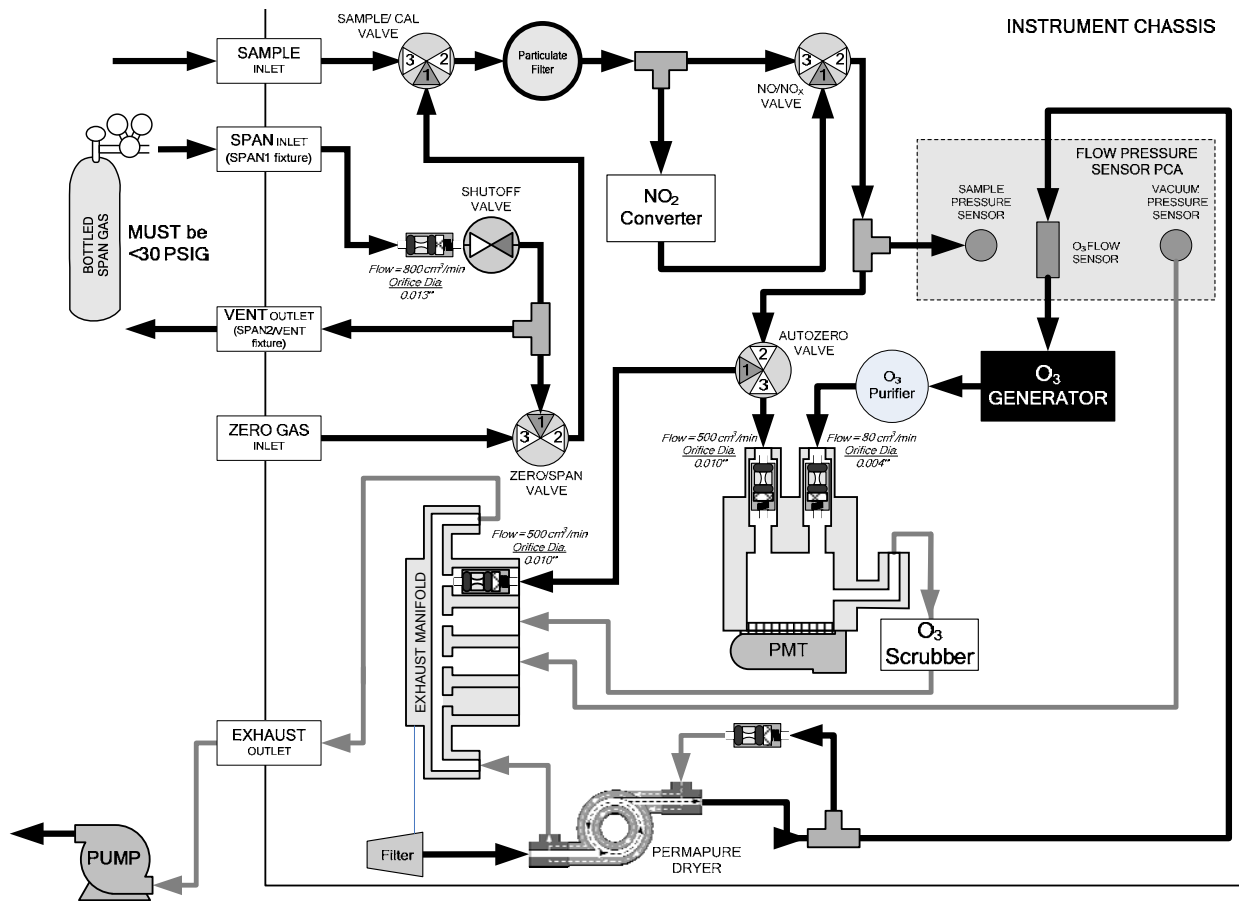 INSTRUMENT CHASSIS
SAMPLE/ CAL
VALVE
SAMPLE
INLET
3 2
1
Particulate
Filter
3 2
1
NO/NOₓ
VALVE
SPAN INLET
(SPAN1 fixture)
BOTTLED
SPAN GAS
MUST be
<30 PSIG
SHUTOFF
VALVE
Flow = 800 cm³/min
Orifice Dia.
0.013"
NO₂
Converter
FLOW PRESSURE
SENSOR PCA
SAMPLE
PRESSURE
SENSOR
VACUUM
PRESSURE
SENSOR
O₃ FLOW
SENSOR
VENT OUTLET
(SPAN2/VENT
fixture)
AUTOZERO
VALVE
2
1
3
O₃
Purifier
O₃
GENERATOR
ZERO GAS
INLET
1
3 2
ZERO/SPAN
VALVE
Flow = 500 cm³/min
Orifice Dia.
0.010"
Flow = 80 cm³/min
Orifice Dia.
0.004"
Flow = 500 cm³/min
Orifice Dia.
0.010"
EXHAUST MANIFOLD
PMT
O₃
Scrubber
EXHAUST
OUTLET
PUMP
Filter
PERMAPURE
DRYER